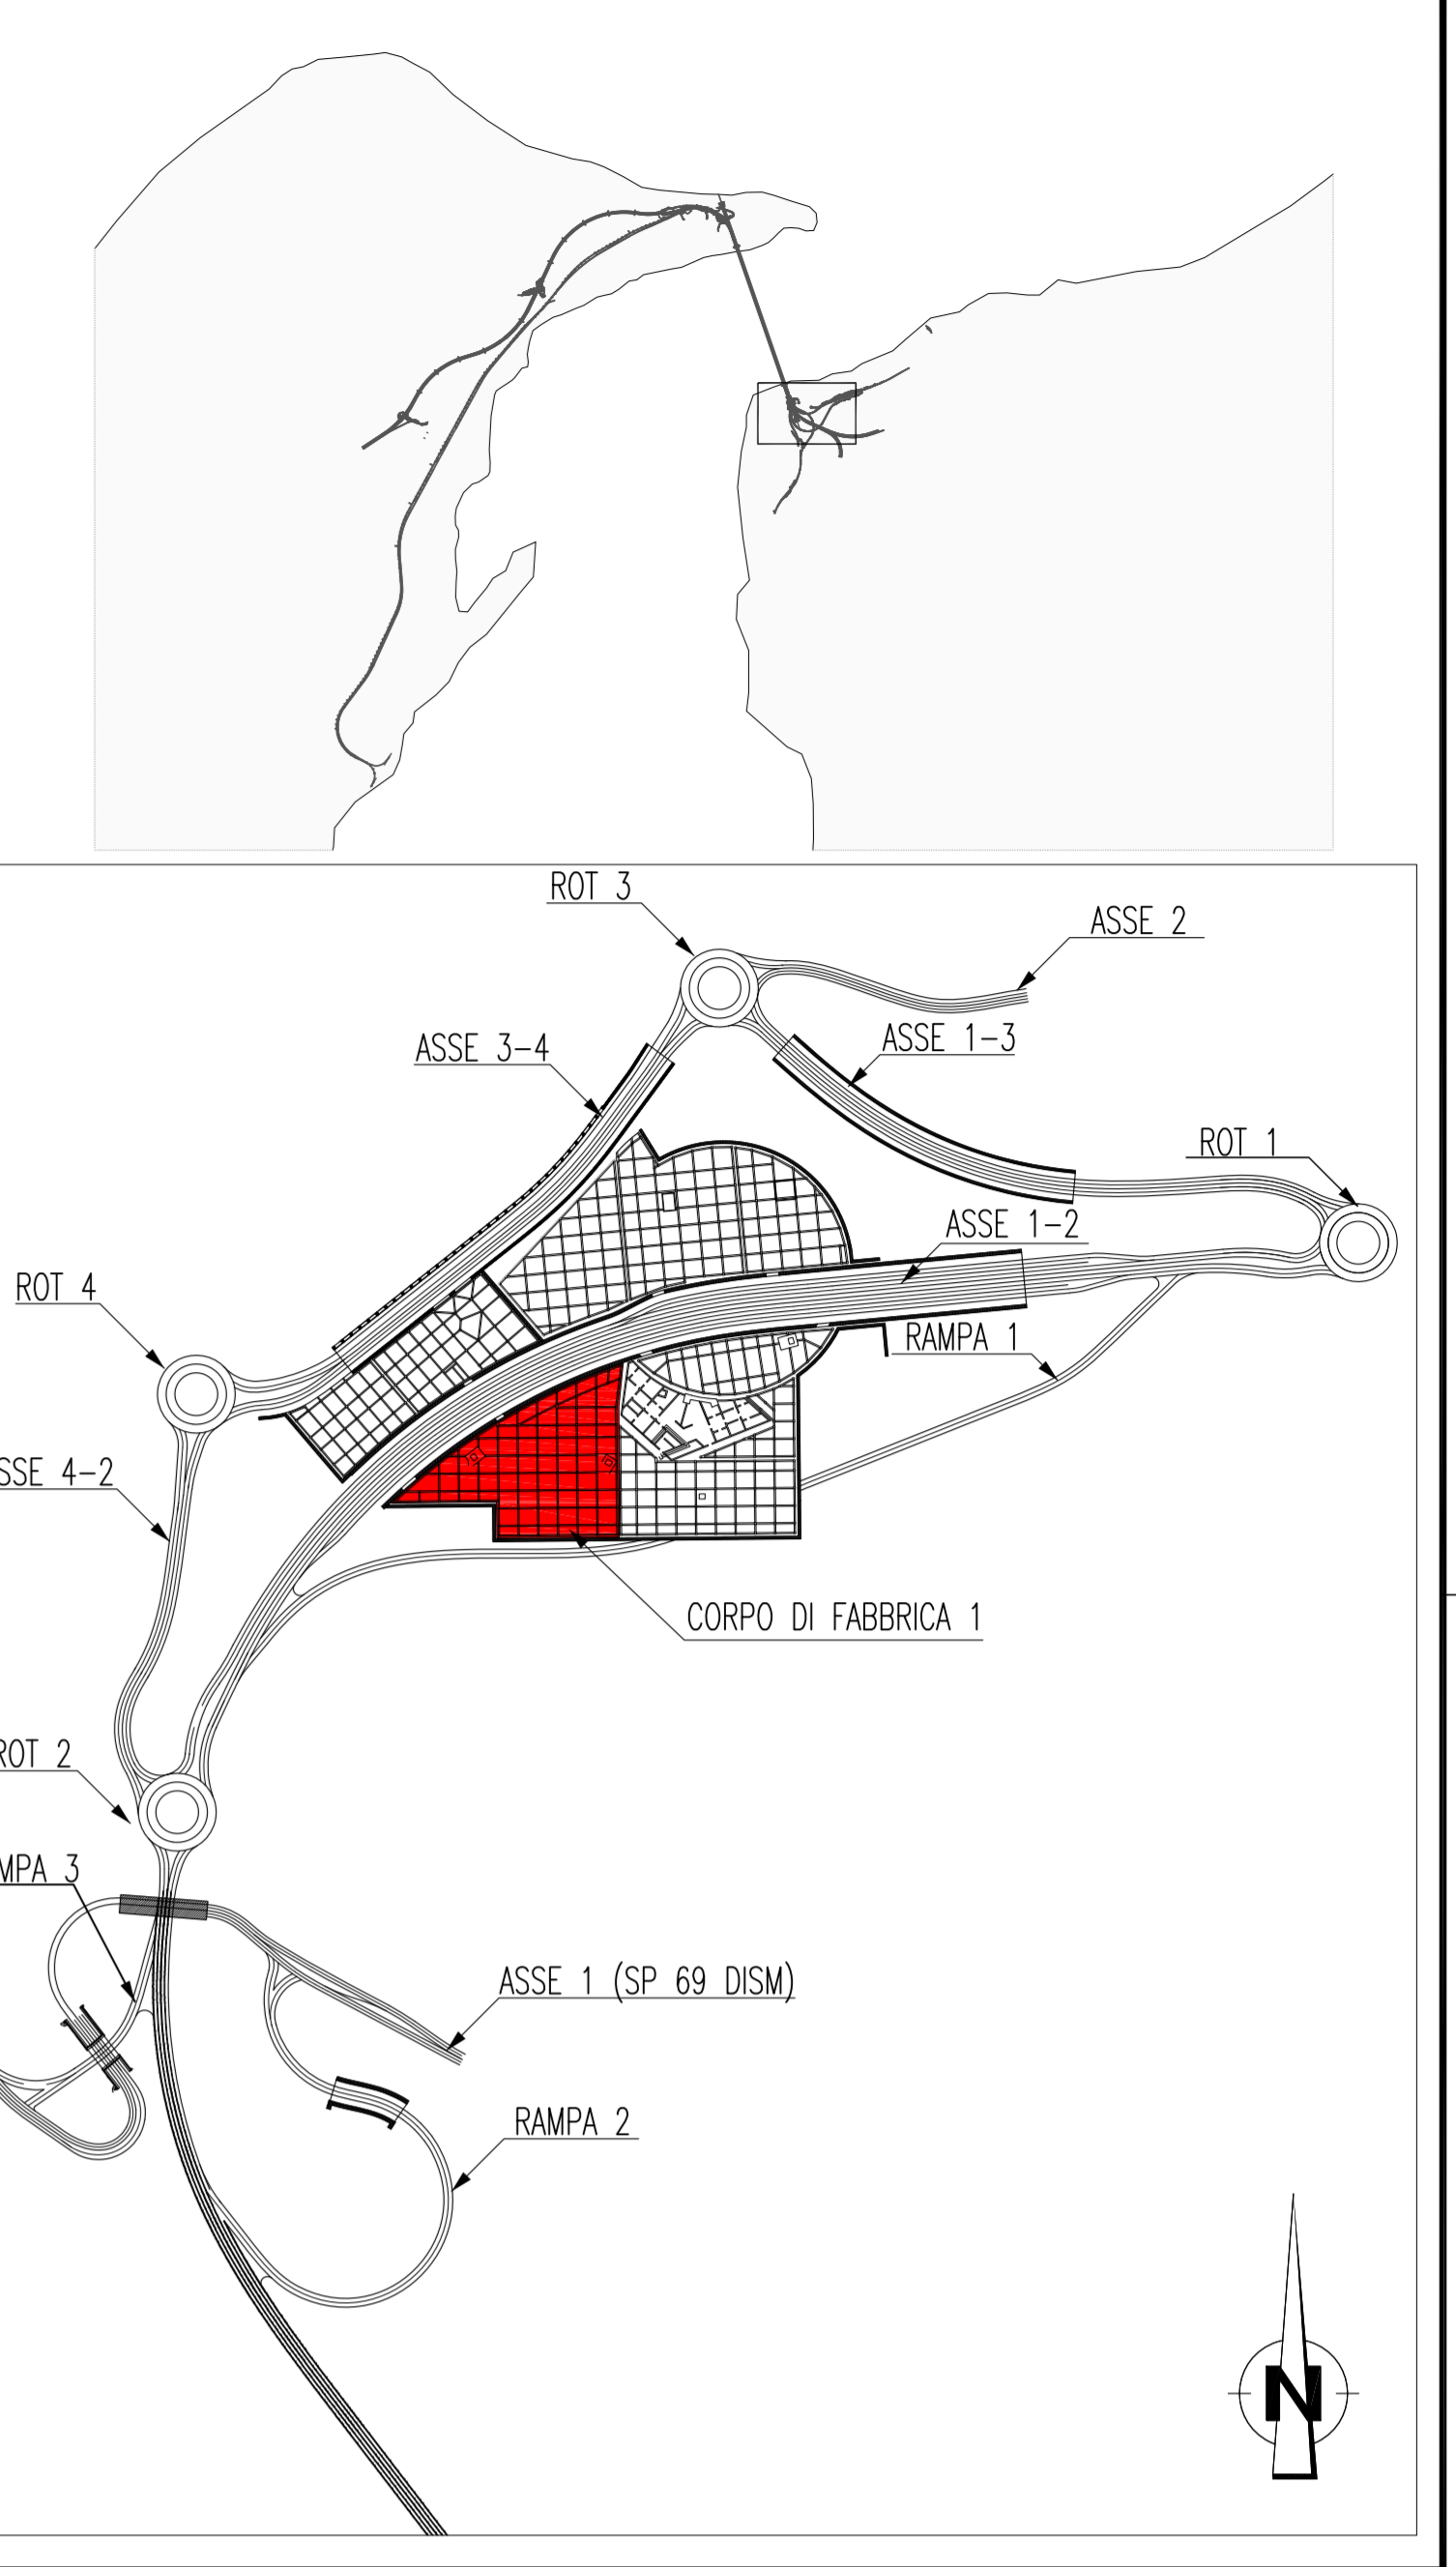 ROT 3
ASSE 2
ASSE 3-4
ASSE 1-3
ROT 1
ASSE 1-2
ROT 4
RAMPA 1
SSE 4-2
CORPO DI FABBRICA 1
ROT 2
MPA 3
ASSE 1 (SP 69 DISM)
RAMPA 2
N